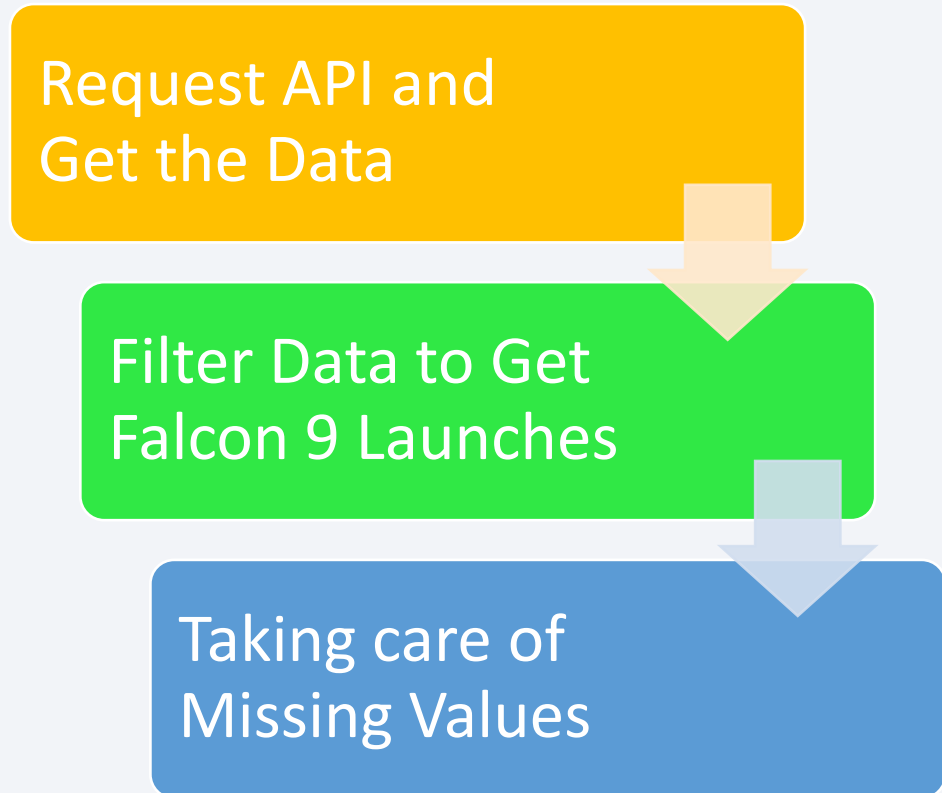 Request API and
Get the Data
Filter Data to Get
Falcon 9 Launches
Taking care of
Missing Values